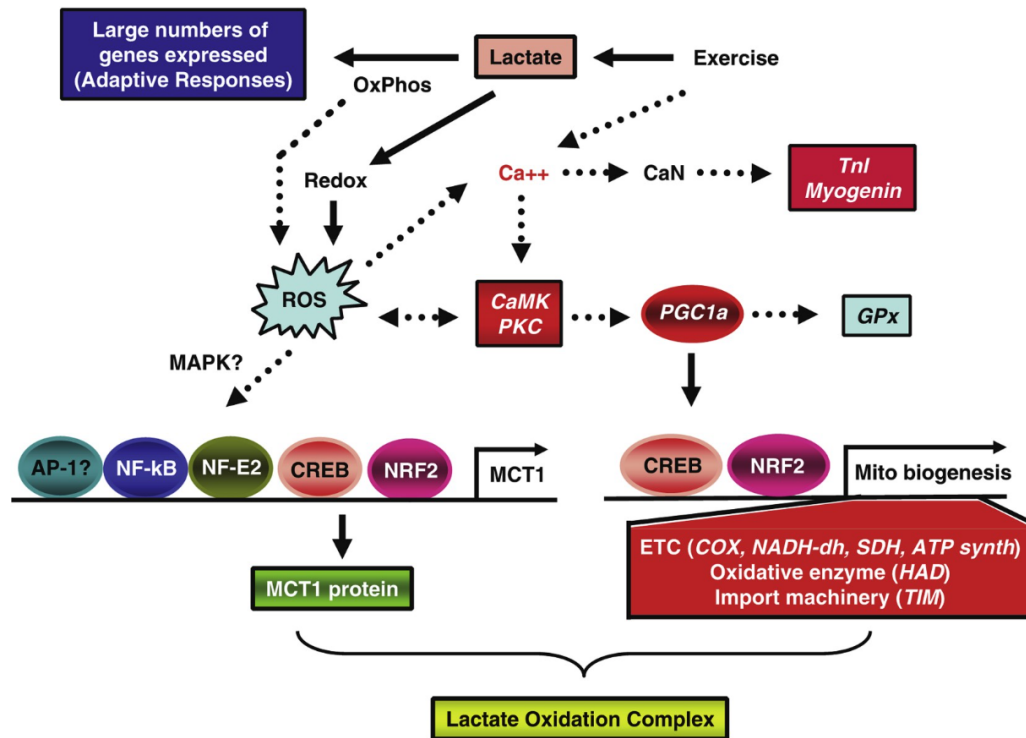 Large numbers of
genes expressed
(Adaptive Responses)
Lactate
Exercise
OxPhos
Redox
Ca++
CaN
TnI
Myogenin
ROS
CaMK
PKC
PGC1a
GPx
MAPK?
AP-1?
NF-kB
NF-E2
CREB
NRF2
MCT1
CREB
NRF2
Mito biogenesis
ETC (COX, NADH-dh, SDH, ATP synth)
Oxidative enzyme (HAD)
Import machinery (TIM)
MCT1 protein
Lactate Oxidation Complex